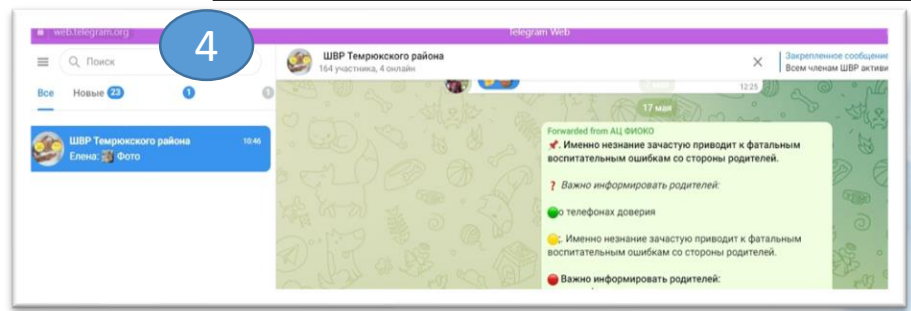 web.telegram.org
Telegram Web
4
Поиск
Все Новые 23 1 1
ШВР Темрюкского района 10:46
Елена: Фото
ШВР Темрюкского района
164 участника, 4 онлайн
Закрепленное сообщение
Всем членам ШВР активи
12:25
17 мая
Forwarded from АЦ ФИОКО
. Именно незнание зачастую приводит к фатальным
воспитательным ошибкам со стороны родителей.
? Важно информировать родителей:
о телефонах доверия
. Именно незнание зачастую приводит к фатальным
воспитательным ошибкам со стороны родителей.
Важно информировать родителей: